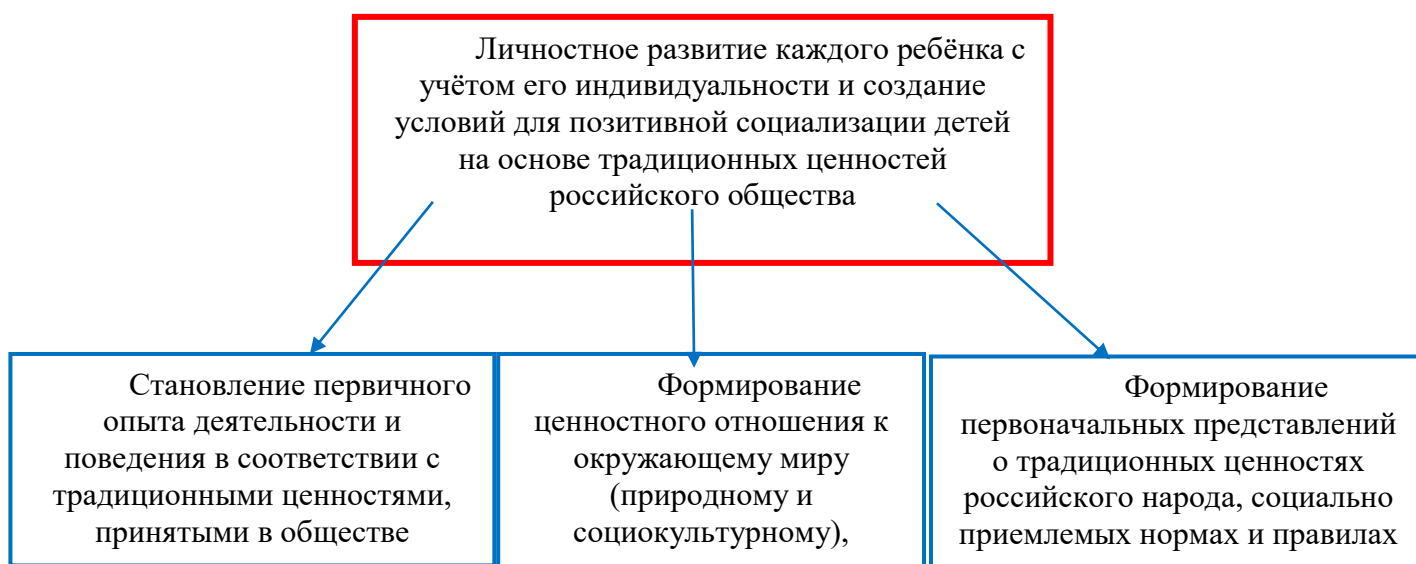 Личностное развитие каждого ребёнка с
учётом его индивидуальности и создание
условий для позитивной социализации детей
на основе традиционных ценностей
российского общества
Становление первичного
опыта деятельности и
поведения в соответствии с
традиционными ценностями,
принятыми в обществе
Формирование
ценностного отношения к
окружающему миру
(природному и
социокультурному),
Формирование
первоначальных представлений
о традиционных ценностях
российского народа, социально
приемлемых нормах и правилах